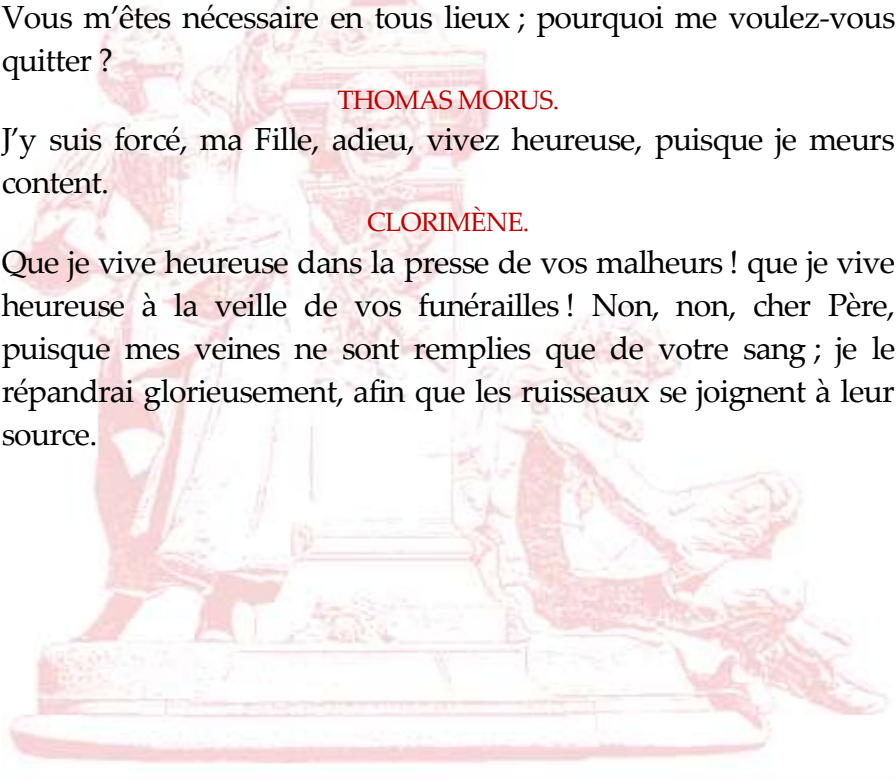 Vous m’êtes nécessaire en tous lieux ; pourquoi me voulez-vous
quitter ?
THOMAS MORUS.
J’y suis forcé, ma Fille, adieu, vivez heureuse, puisque je meurs
content.
CLORIMÈNE.
Que je vive heureuse dans la presse de vos malheurs ! que je vive
heureuse à la veille de vos funérailles ! Non, non, cher Père,
puisque mes veines ne sont remplies que de votre sang ; je le
répandrai glorieusement, afin que les ruisseaux se joignent à leur
source.